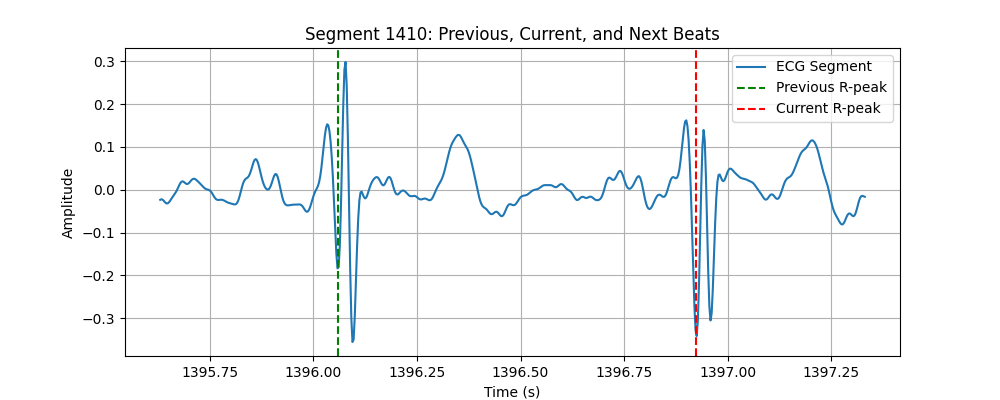 Segment 1410: Previous, Current, and Next Beats
ECG Segment
Previous R-peak
Current R-peak
0.3
0.2
0.1
0.0
−0.1
−0.2
−0.3
Amplitude
1395.75 1396.00 1396.25 1396.50 1396.75 1397.00 1397.25
Time (s)